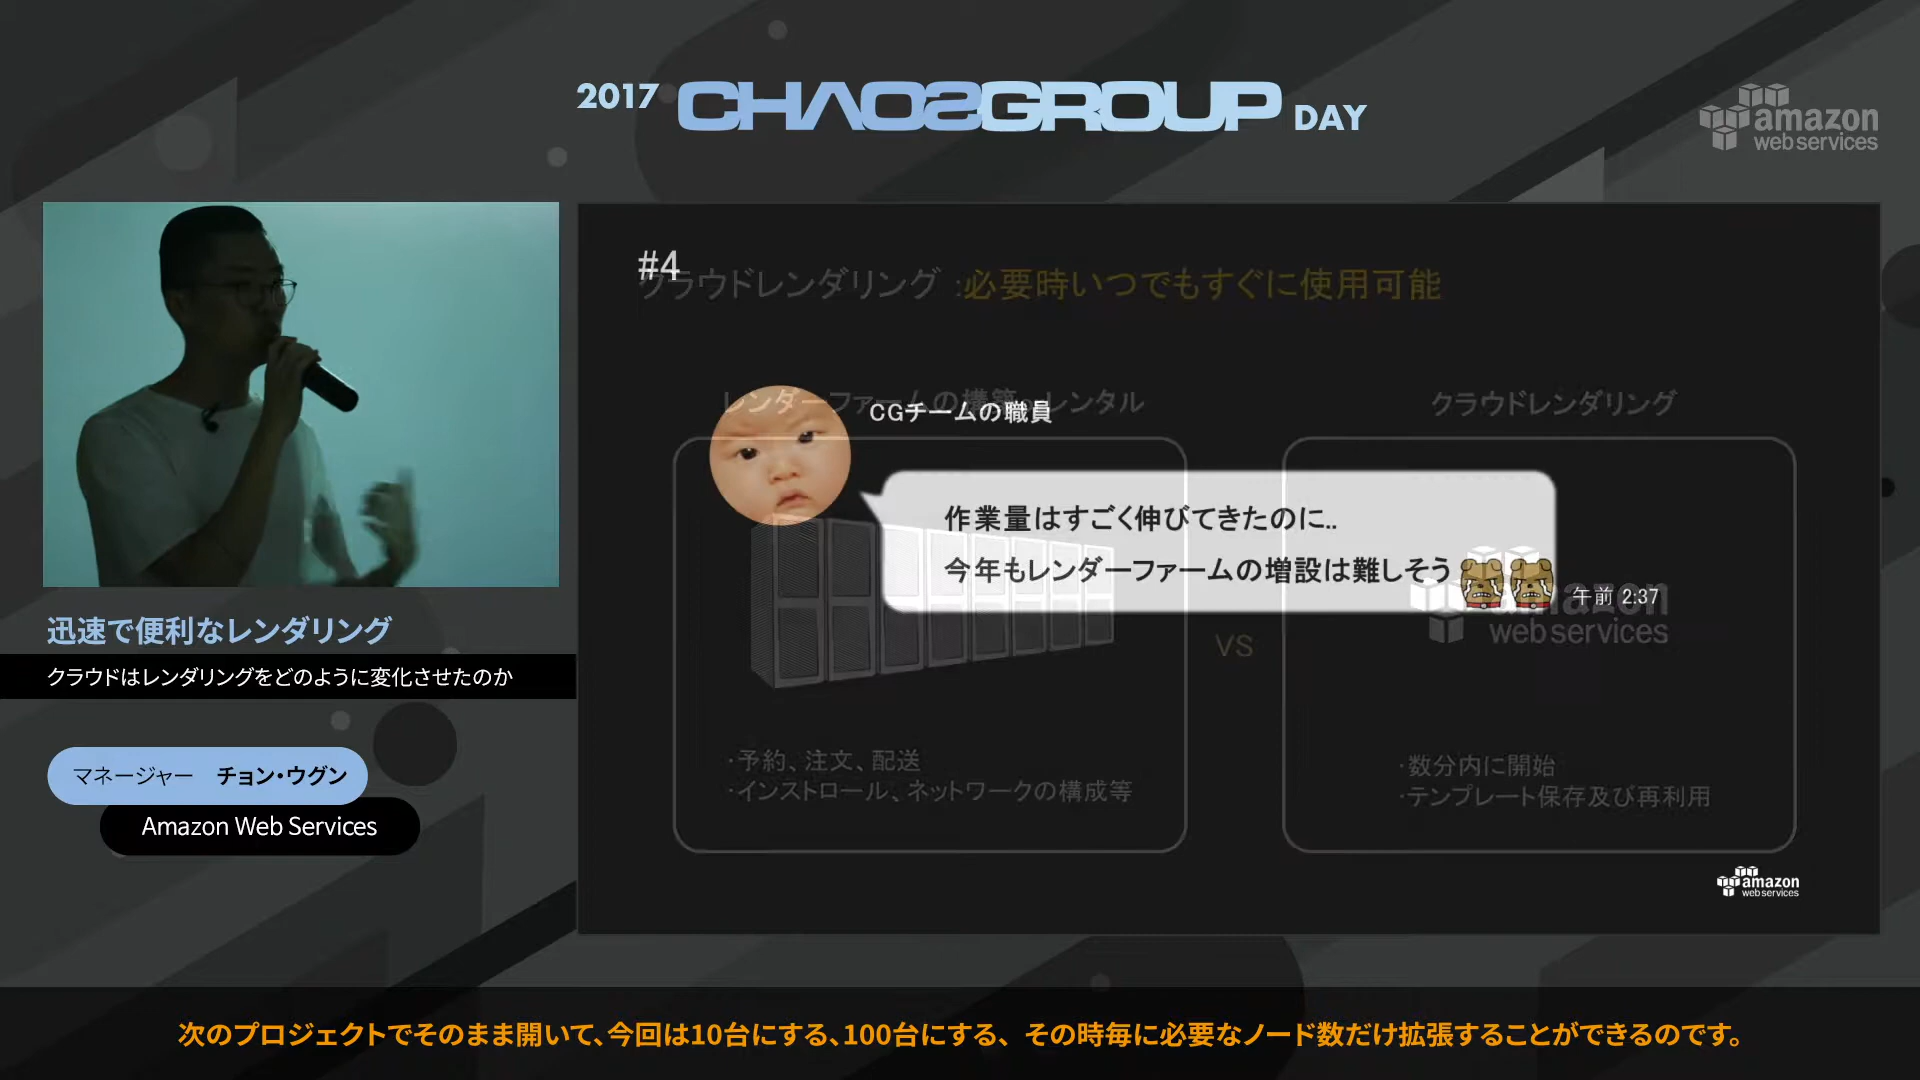 2017 CHAOSGROUP DAY
amazon
web services
#4
クラウドレンダリング :必要時いつでもすぐに使用可能
レンダーファームの構築 レンタル
クラウドレンダリング
CGチームの職員
作業量はすごく伸びてきたのに..
今年もレンダーファームの増設は難しそう
午前 2:37
amazon
web services
VS
・予約、注文、配送
・インストロール、ネットワークの構成等
・数分内に開始
・テンプレート保存及び再利用
amazon
web services
迅速で便利なレンダリング
クラウドはレンダリングをどのように変化させたのか
マネージャー チョン・ウグン
Amazon Web Services
次のプロジェクトでそのまま開いて、今回は10台にする、100台にする、その時毎に必要なノード数だけ拡張することができるのです。